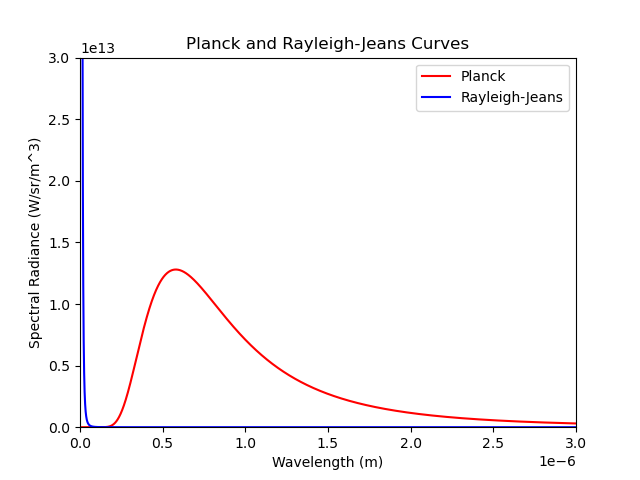 Planck and Rayleigh-Jeans Curves
1e13
3.0
2.5
2.0
1.5
1.0
0.5
0.0
Spectral Radiance (W/sr/m^3)
Planck
Rayleigh-Jeans
0.0 0.5 1.0 1.5 2.0 2.5 3.0
Wavelength (m)
1e−6